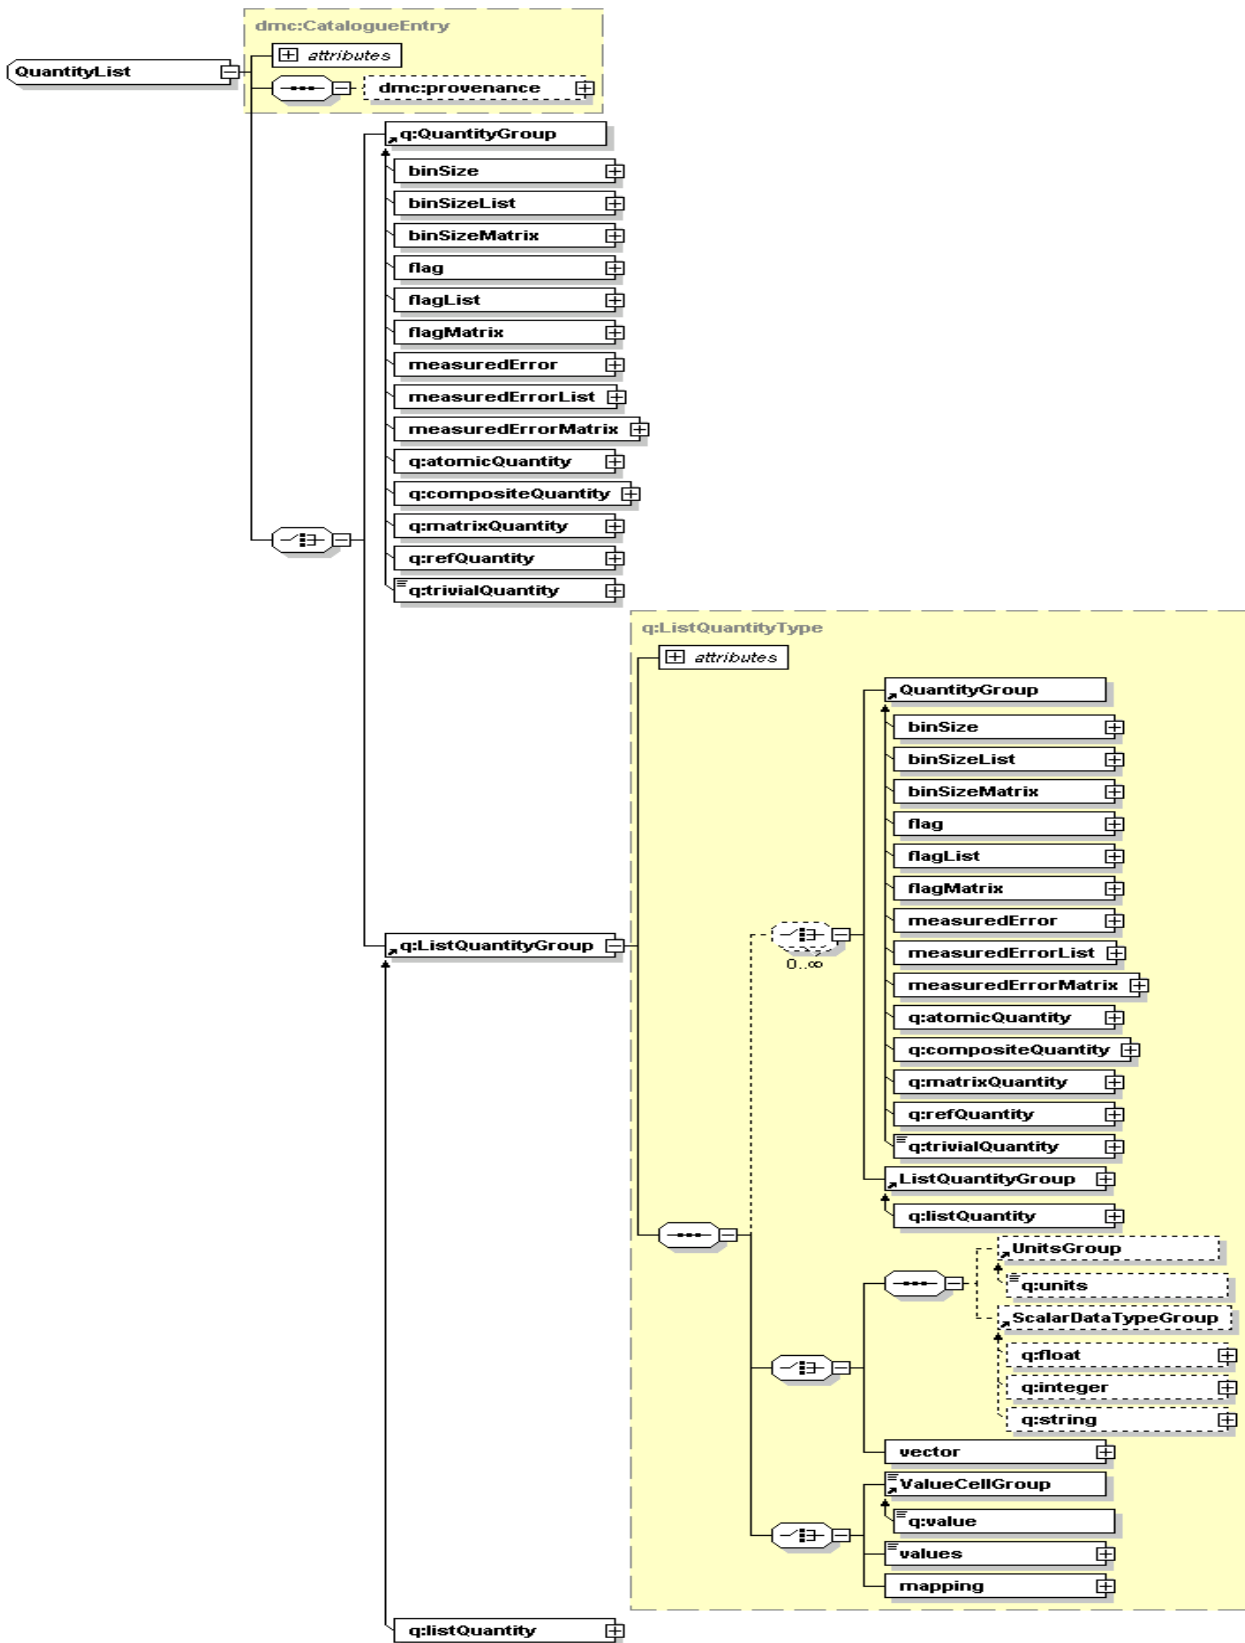 dmc:CatalogueEntry
attributes
QuantityList
dmc:provenance
q:QuantityGroup
binSize
binSizeList
binSizeMatrix
flag
flagList
flagMatrix
measuredError
measuredErrorList
measuredErrorMatrix
q:atomicQuantity
q:compositeQuantity
q:matrixQuantity
q:refQuantity
q:trivialQuantity
q:ListQuantityType
attributes
QuantityGroup
binSize
binSizeList
binSizeMatrix
flag
flagList
flagMatrix
measuredError
q:ListQuantityGroup
measuredErrorList
0..∞
measuredErrorMatrix
q:atomicQuantity
q:compositeQuantity
q:matrixQuantity
q:refQuantity
q:trivialQuantity
ListQuantityGroup
q:listQuantity
UnitsGroup
q:units
ScalarDataTypeGroup
q:float
q:integer
q:string
vector
ValueCellGroup
q:value
values
mapping
q:listQuantity